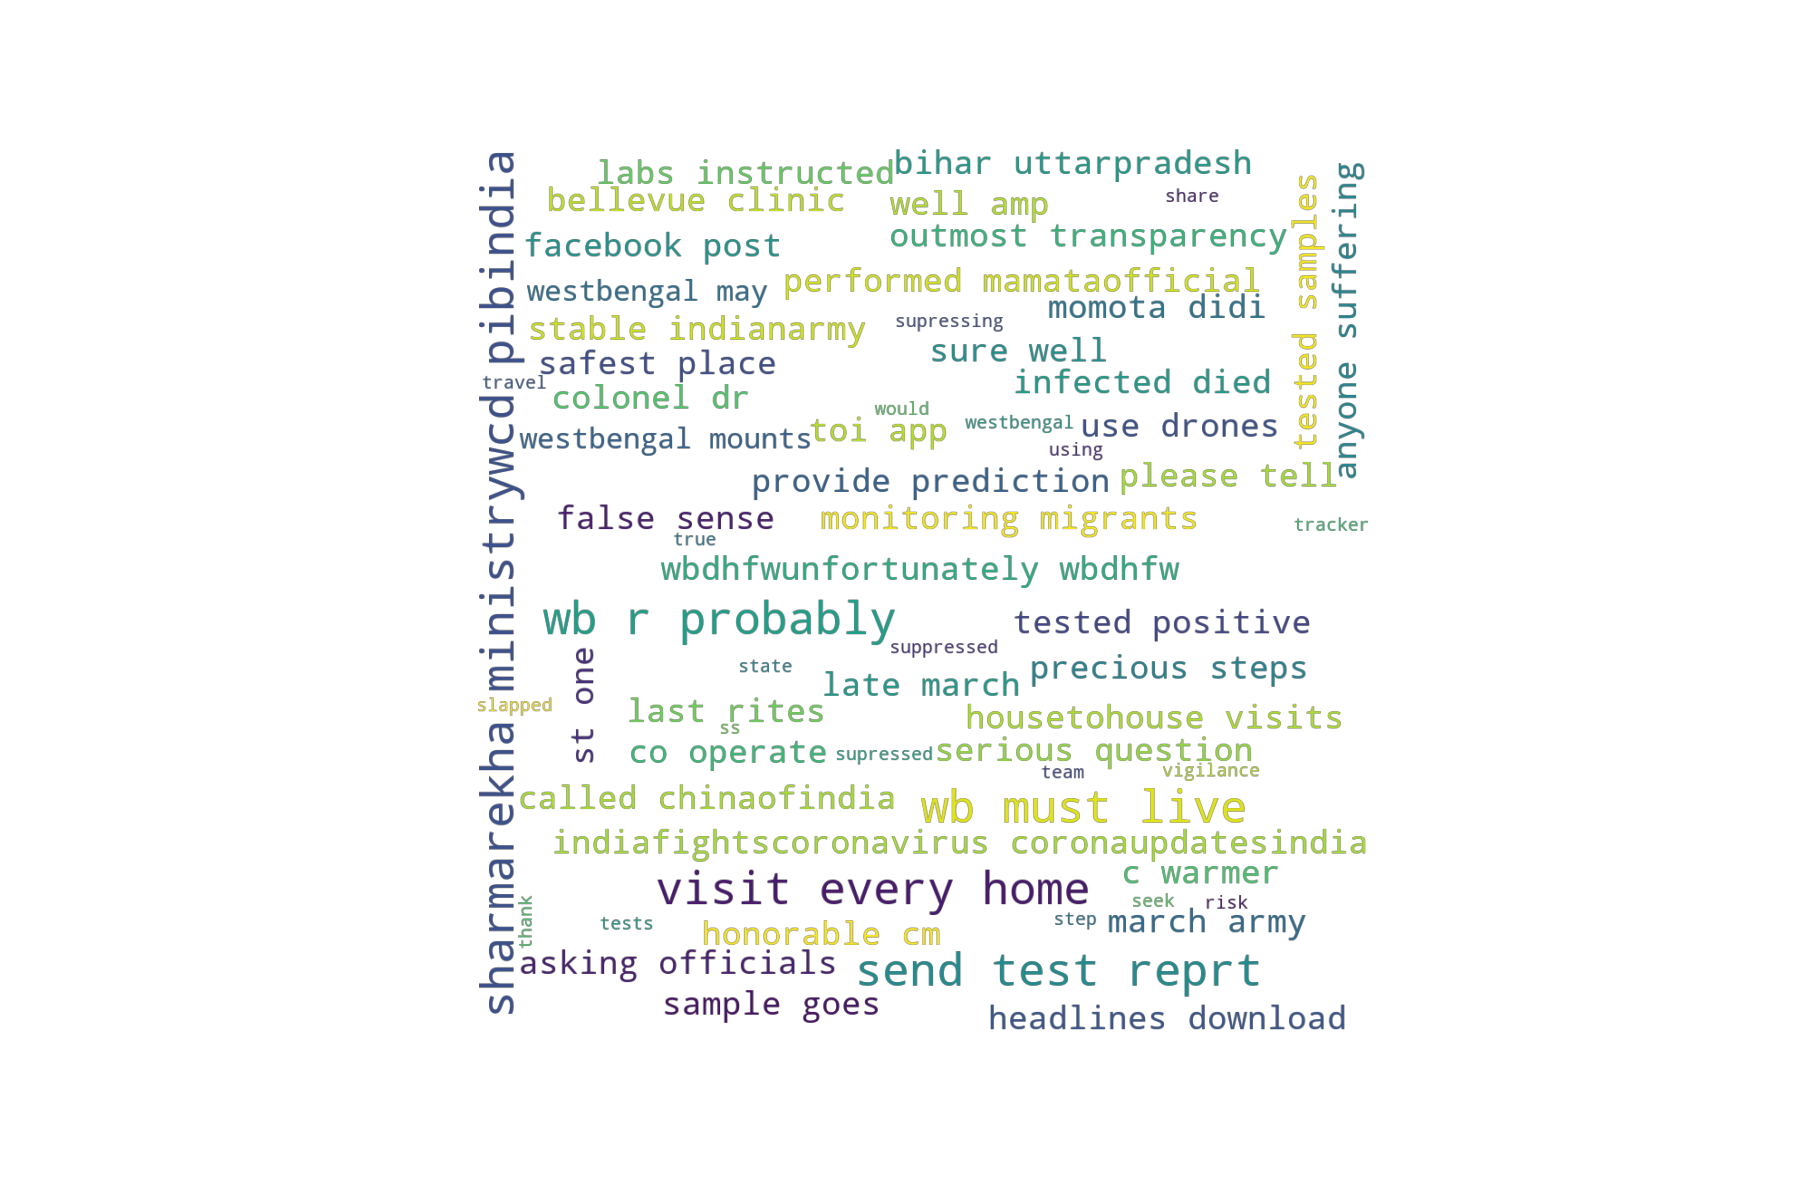 sharmarekha ministrywcd pibindia
labs instructed
bihar uttarpradesh
bellevue clinic
well amp
share
facebook post
outmost transparency
tested samples
anyone suffering
westbengal may
performed mamataofficial
momota didi
stable indianarmy
supressing
safest place
sure well
travel
infected died
colonel dr
would
westbengal mounts
toi app
westbengal
use drones
using
provide prediction
please tell
false sense
monitoring migrants
tracker
true
wbdhfwunfortunately wbdhfw
wb r probably
tested positive
suppressed
st one
state
late march
precious steps
slapped
last rites
housetohouse visits
ss
co operate
supressed
serious question
team
vigilance
called chinaofindia
wb must live
indiafightscoronavirus coronaupdatesindia
visit every home
c warmer
seek
risk
thank
tests
step
march army
honorable cm
asking officials
send test reprt
sample goes
headlines download